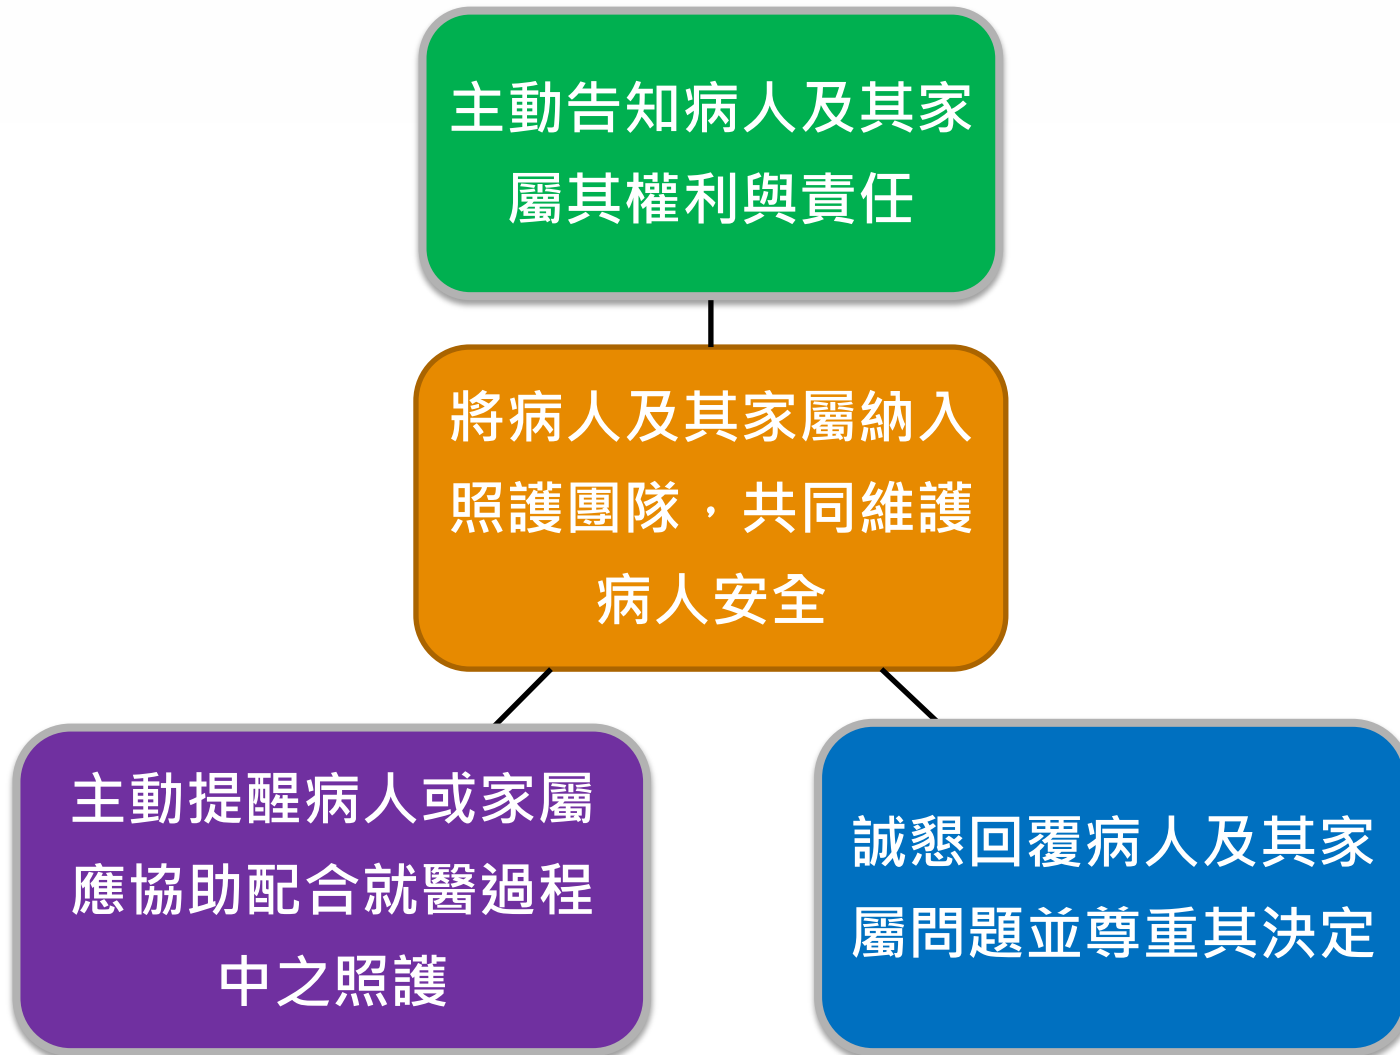 主動告知病人及其家
屬其權利與責任
將病人及其家屬納入
照護團隊，共同維護
病人安全
主動提醒病人或家屬
應協助配合就醫過程
中之照護
誠懇回覆病人及其家
屬問題並尊重其決定